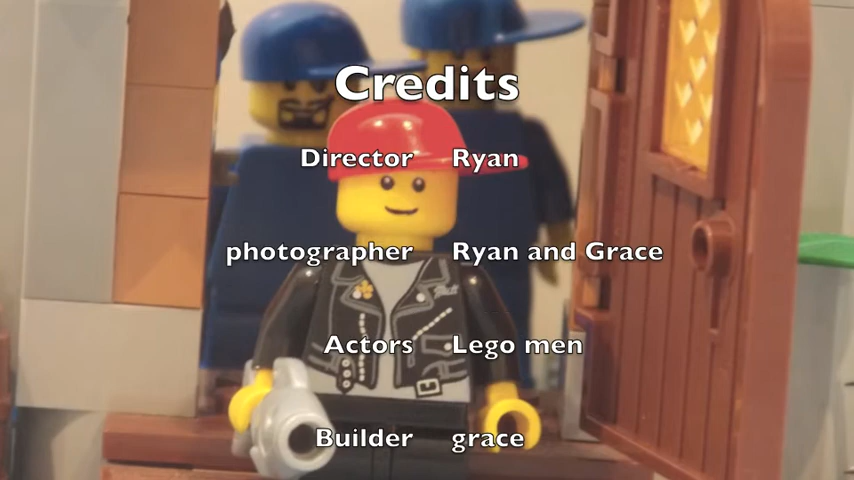 Credits
Director Ryan
photographer Ryan and Grace
Actors Lego men
Builder grace